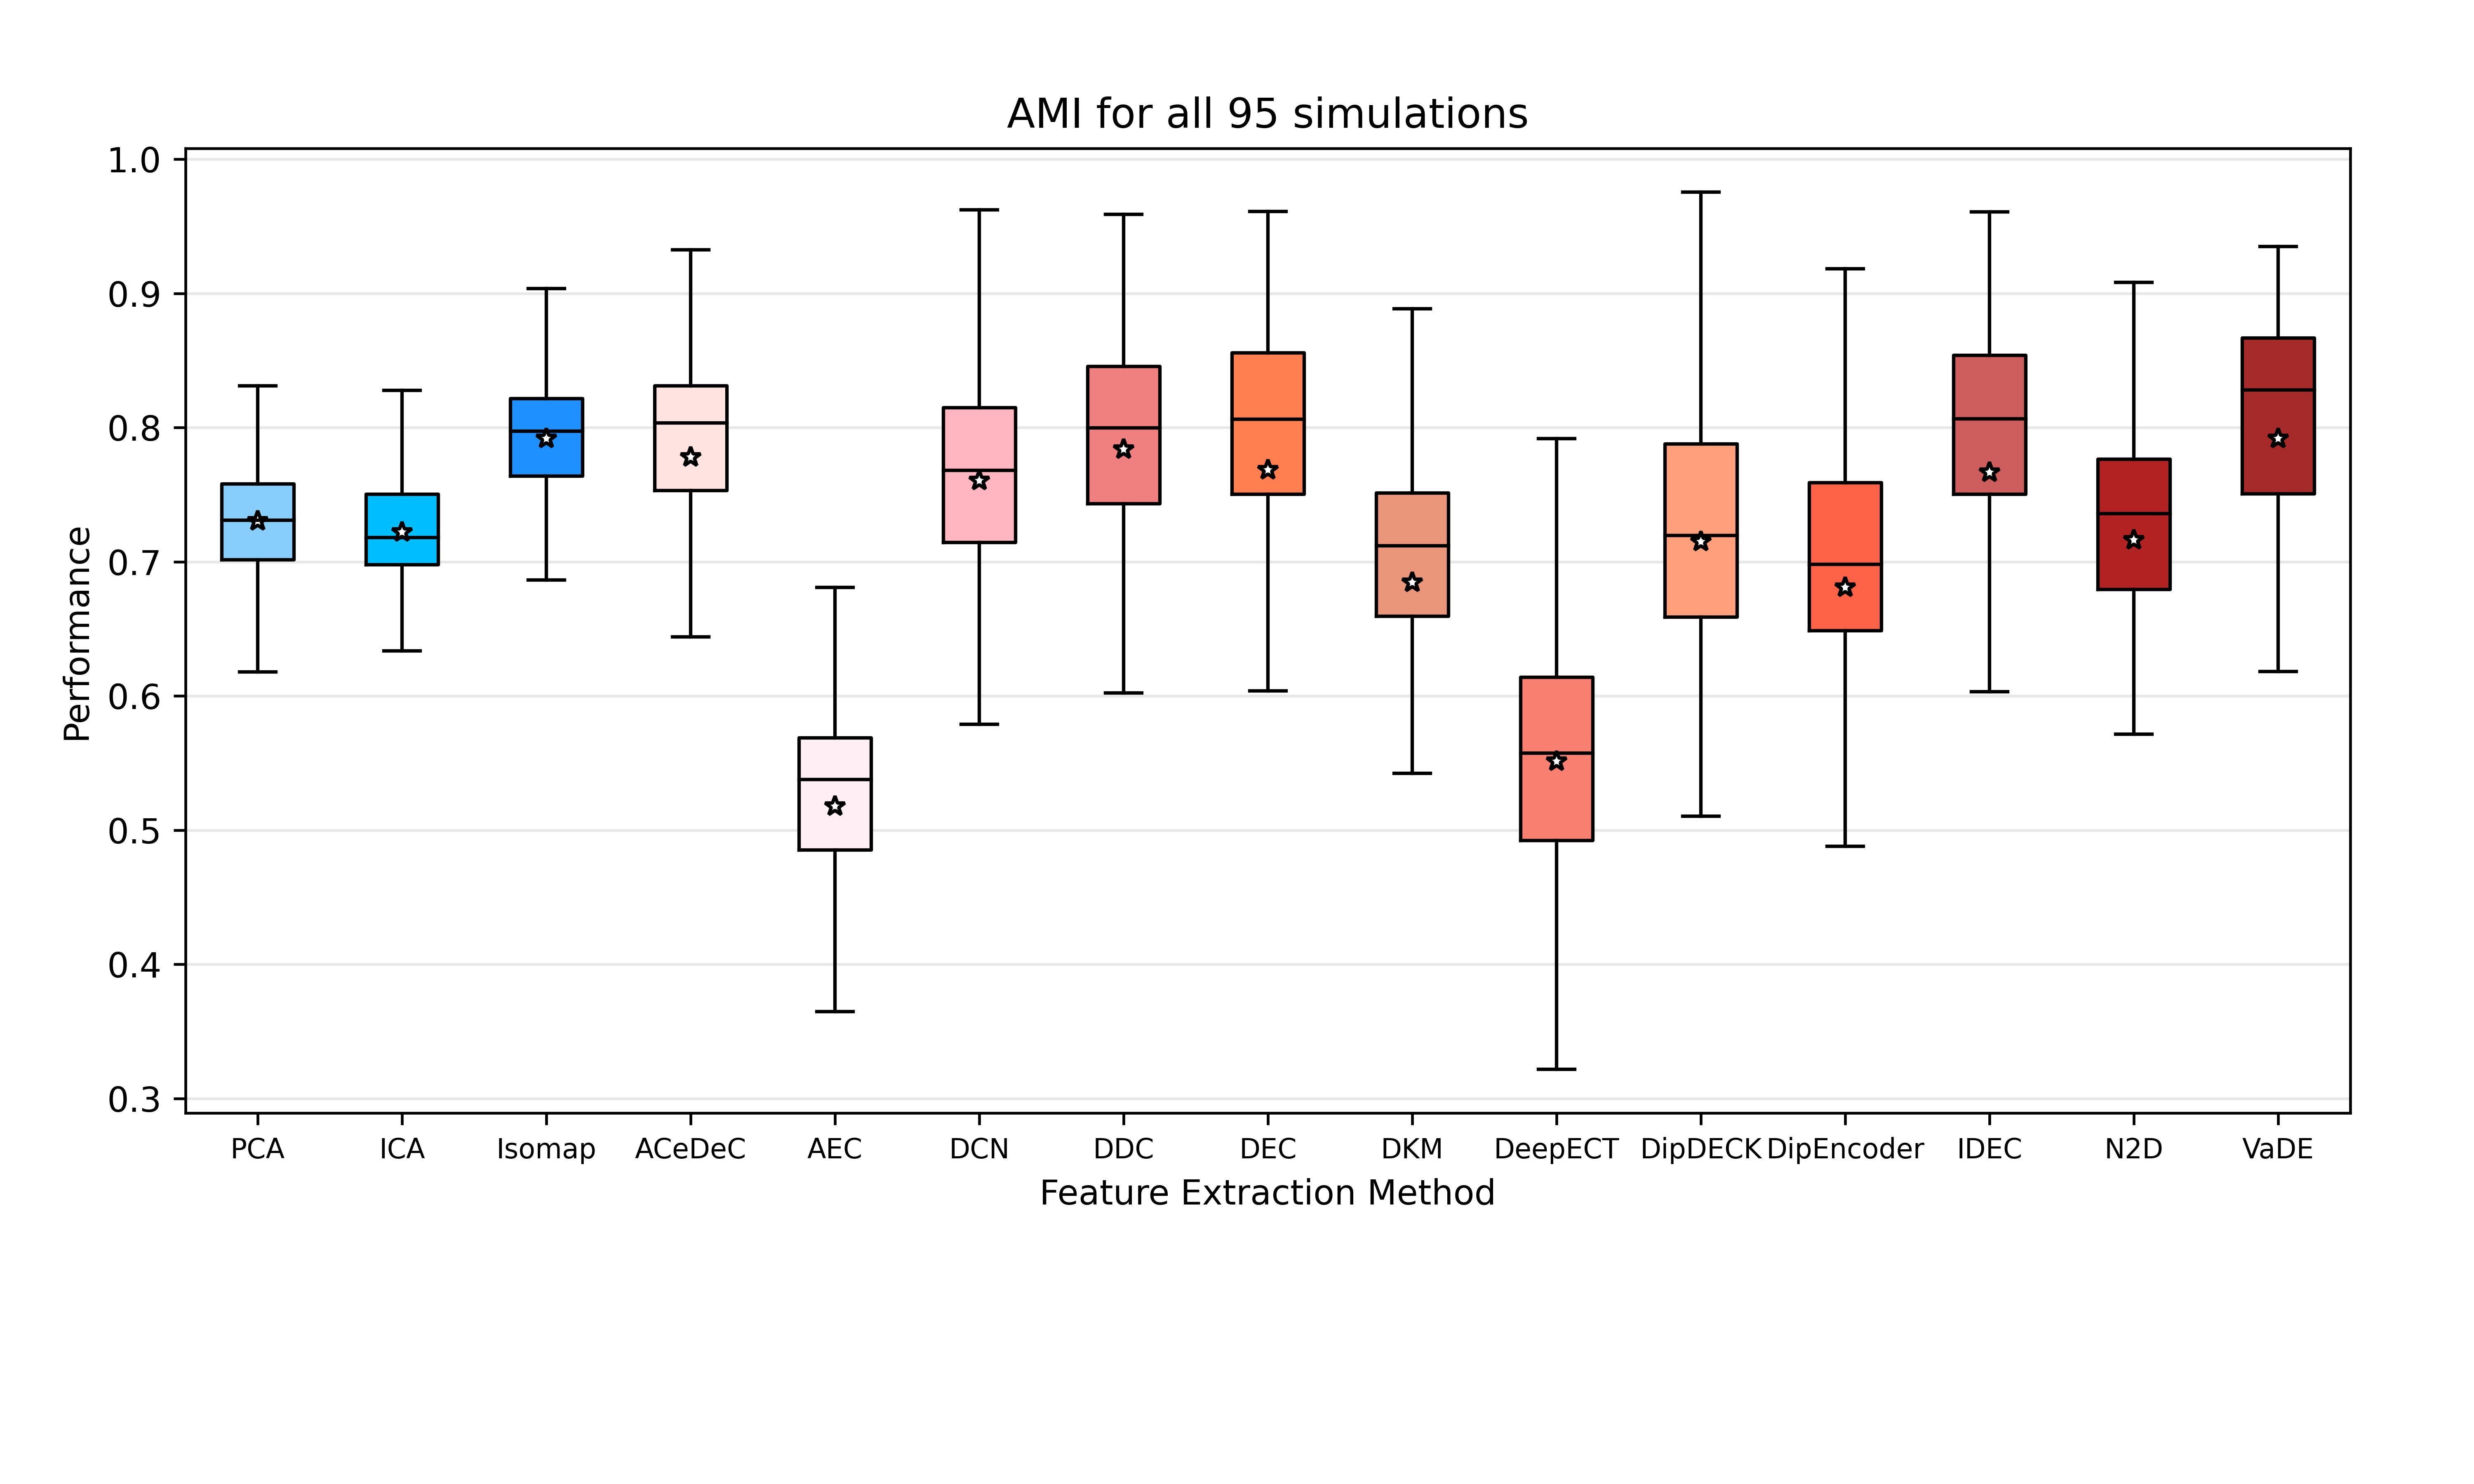 AMI for all 95 simulations
1.0
0.9
0.8
0.7
0.6
0.5
0.4
0.3
Performance
PCA ICA Isomap ACeDeC AEC DCN DDC DEC DKM DeepECT DipDECK DipEncoder IDEC N2D VaDE
Feature Extraction Method